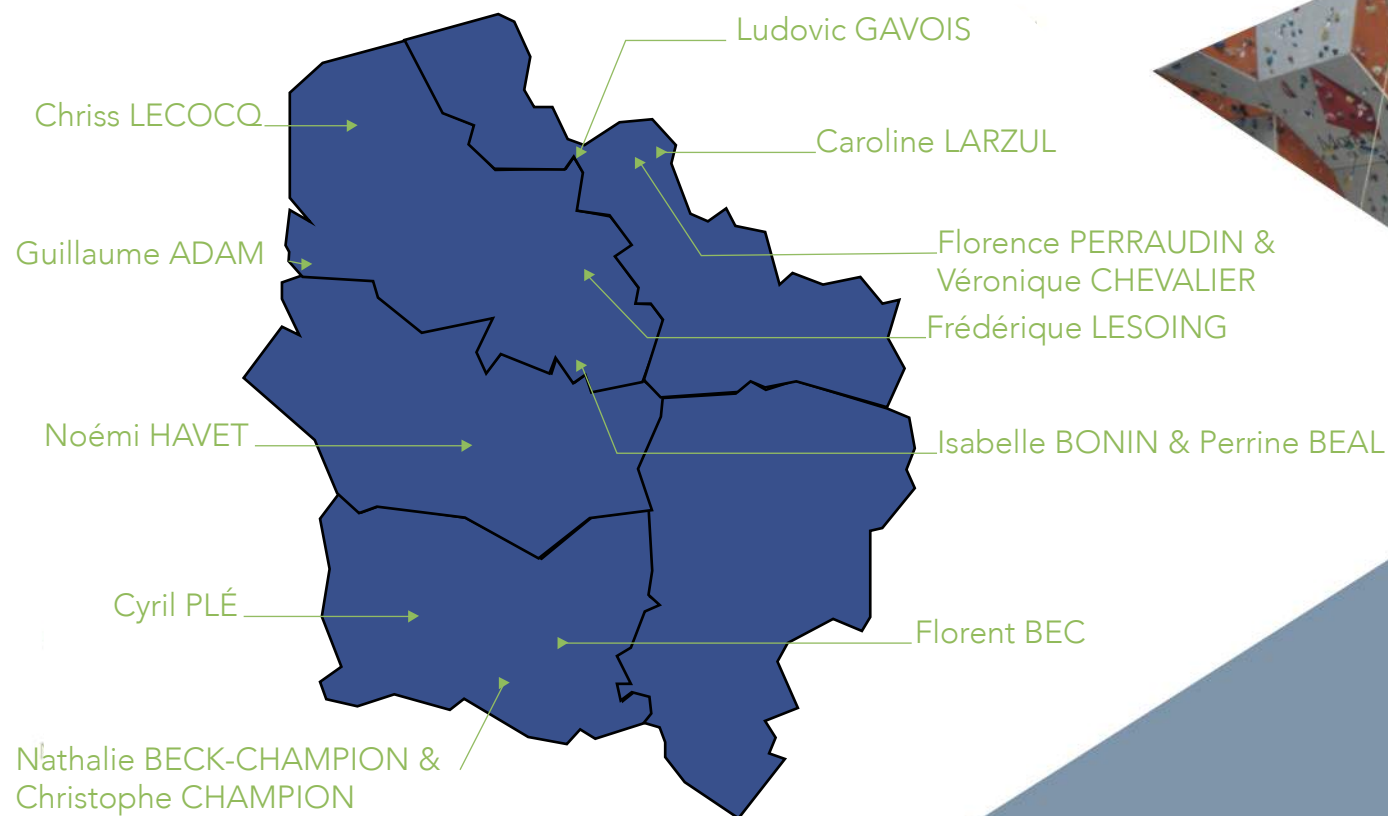 Ludovic GAVOIS
Chriss LECOCQ
Caroline LARZUL
Guillaume ADAM
Florence PERRAUDIN &
Véronique CHEVALIER
Frédérique LESOING
Noémi HAVET
Isabelle BONIN & Perrine BEAL
Cyril PLÉ
Florent BEC
Nathalie BECK-CHAMPION &
Christophe CHAMPION